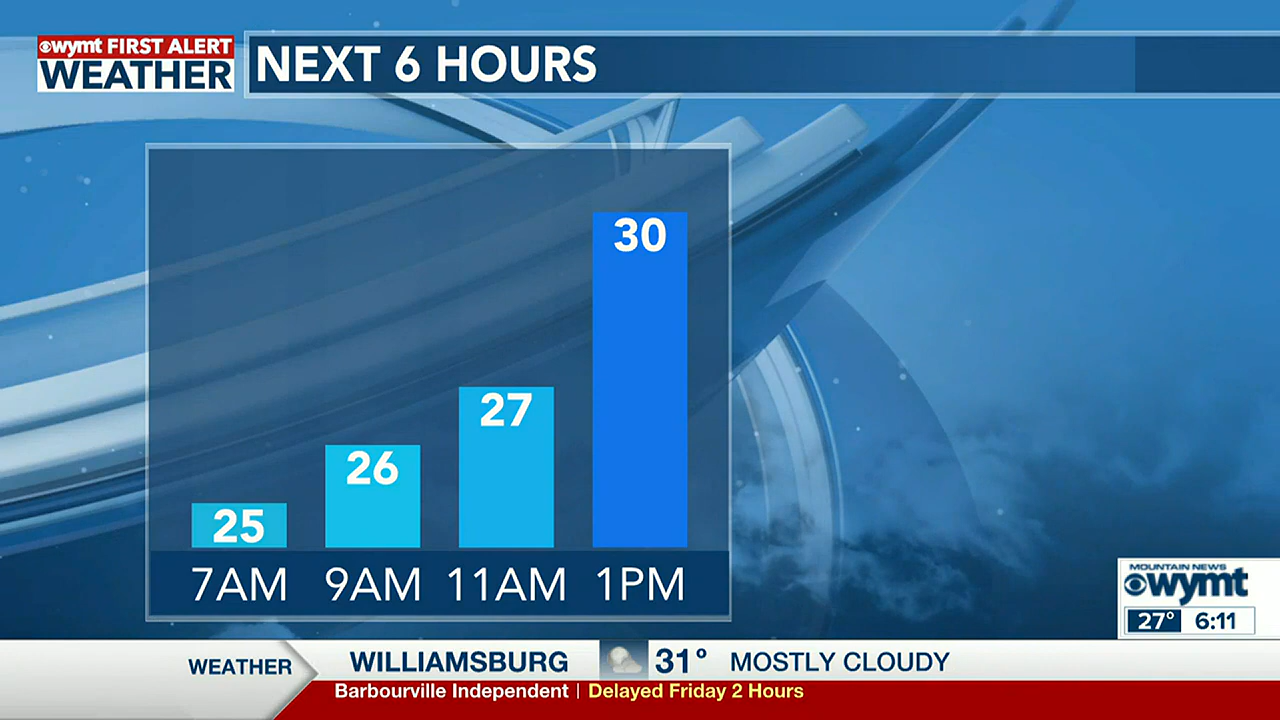 wymt FIRST ALERT
WEATHER
NEXT 6 HOURS
30
27
26
25
7AM 9AM 11AM 1PM
MOUNTAIN NEWS
wymt
27° 6:11
WEATHER WILLIAMSBURG 31° MOSTLY CLOUDY
Barbourville Independent | Delayed Friday 2 Hours